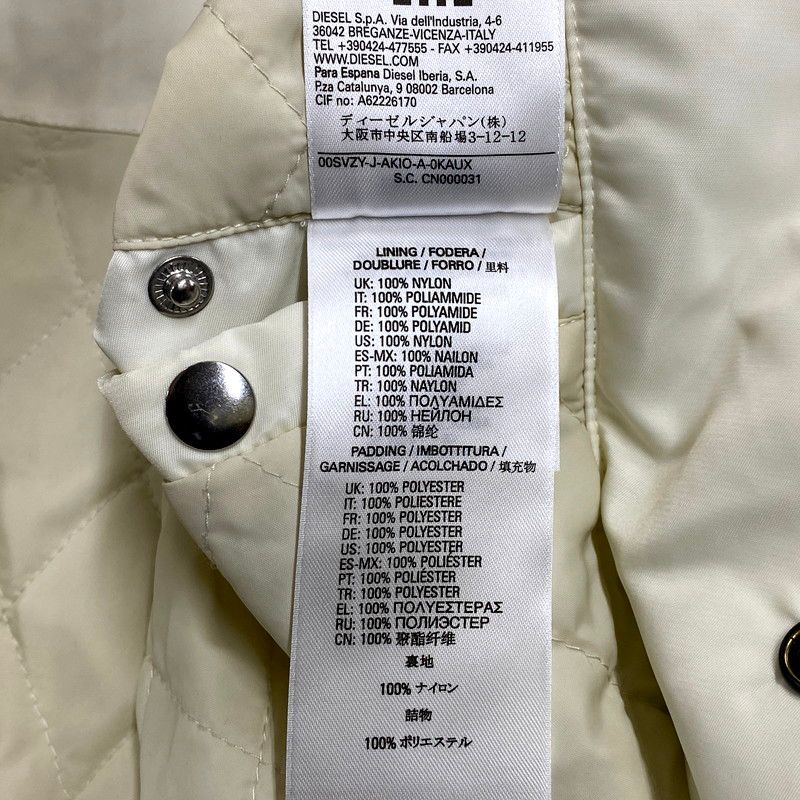 DIESEL S.p.A. Via dell'Industria, 4-6
36042 BREGANZE-VICENZA-ITALY
TEL +390424-477555 - FAX +390424-411955
WWW.DIESEL.COM
Para Espana Diesel Iberia, S.A.
P.za Catalunya, 9 08002 Barcelona
CIF no: A62226170
ディーゼルジャパン(株)
大阪市中央区南船場3-12-12
00SVZY-J-AKIO-A-0KAUX
S.C. CN000031
LINING / FODERA /
DOUBLURE / FORRO / 里料
UK: 100% NYLON
IT: 100% POLIAMMIDE
FR: 100% POLYAMIDE
DE: 100% POLYAMID
US: 100% NYLON
ES-MX: 100% NAILON
PT: 100% POLIAMIDA
TR: 100% NAYLON
EL: 100% ΠΟΛΥΑΜΙΔΕΣ
RU: 100% НЕЙЛОН
CN: 100% 锦纶
PADDING / IMBOTTITURA /
GARNISSAGE / ACOLCHADO / 填充物
UK: 100% POLYESTER
IT: 100% POLIESTERE
FR: 100% POLYESTER
DE: 100% POLYESTER
US: 100% POLYESTER
ES-MX: 100% POLIÉSTER
PT: 100% POLIÉSTER
TR: 100% POLYESTER
EL: 100% ΠΟΛΥΕΣΤΕΡΑΣ
RU: 100% ПОЛИЭСТЕР
CN: 100% 聚酯纤维
裏地
100% ナイロン
詰物
100% ポリエステル